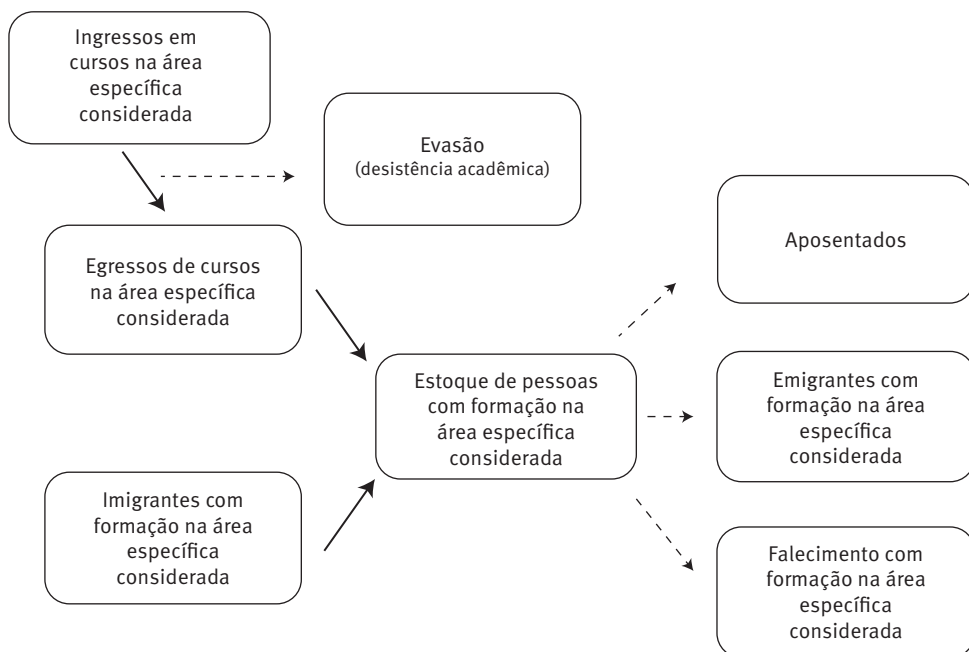 Ingressos em
cursos na área
específica
considerada
Evasão
(desistência acadêmica)
Egressos de cursos
na área específica
considerada
Aposentados
Estoque de pessoas
com formação na
área específica
considerada
Emigrantes com
formação na área
específica
considerada
Imigrantes com
formação na área
específica
considerada
Falecimento com
formação na área
específica
considerada